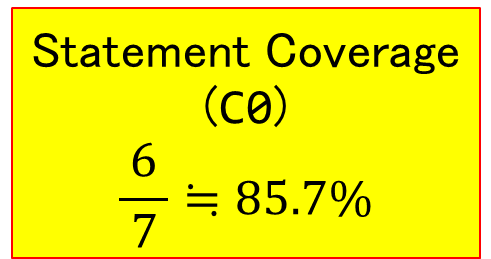 Statement Coverage
(C0)
6/7 ≒ 85.7%